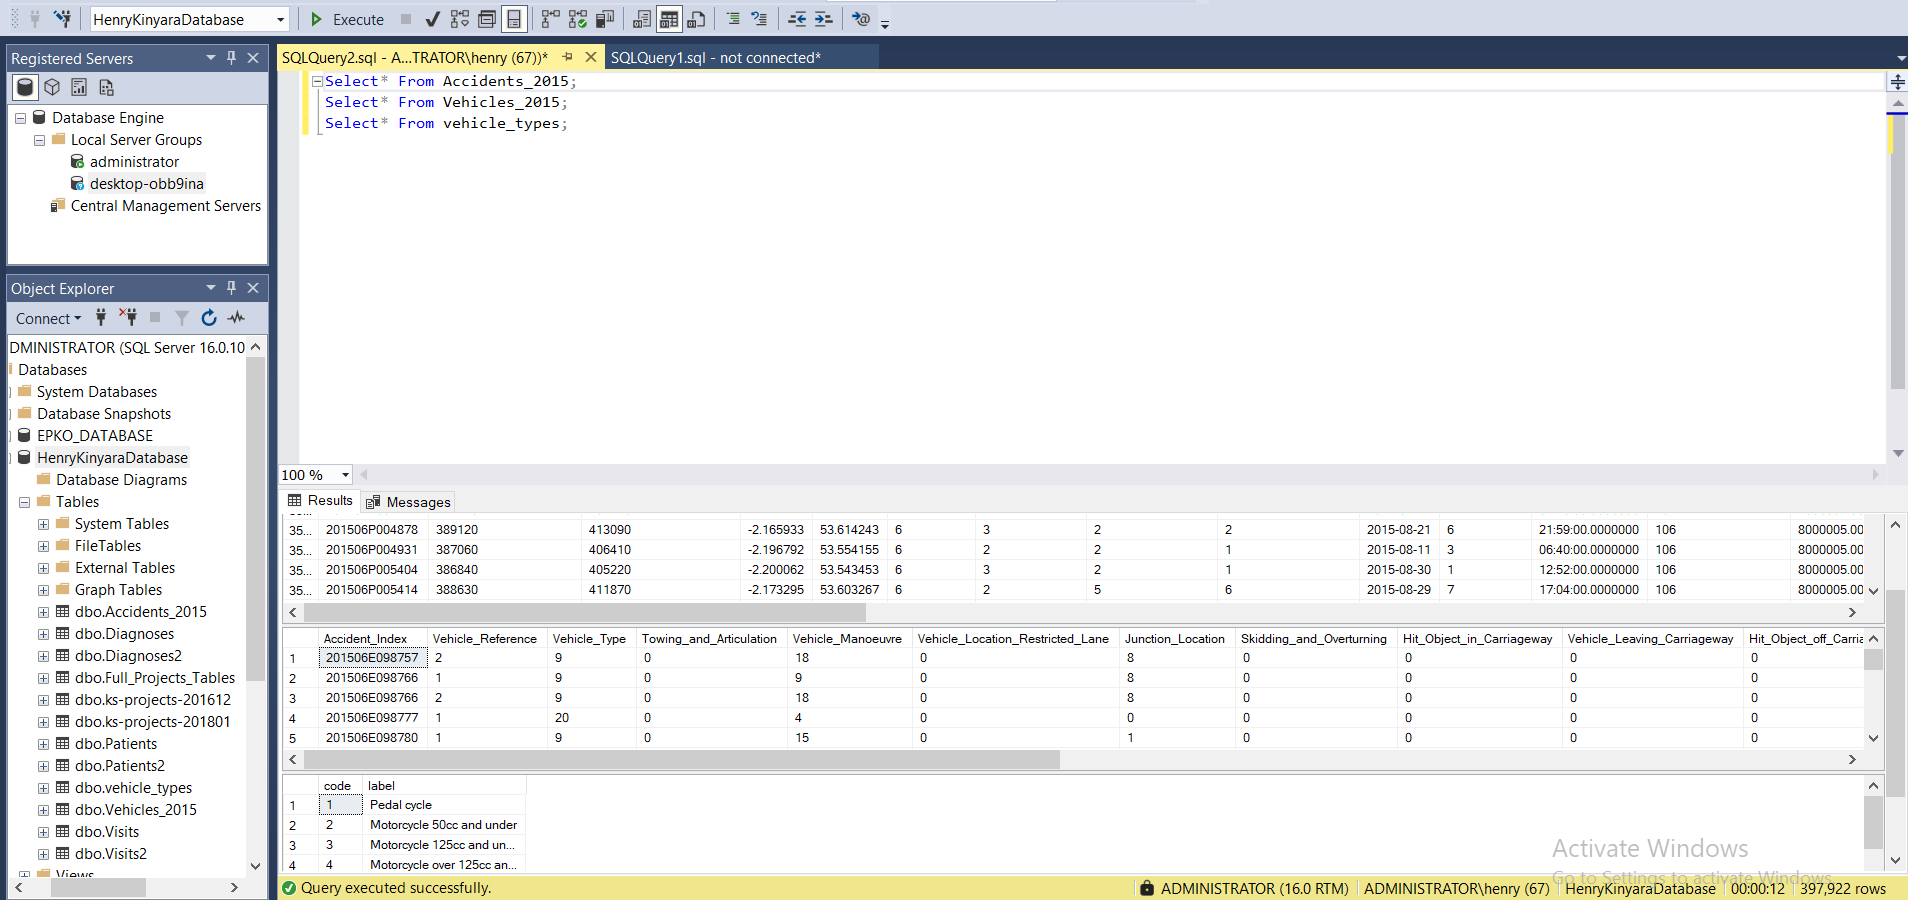 HenryKinyaraDatabase Execute
Registered Servers
Database Engine
Local Server Groups
administrator
desktop-obb9ina
Central Management Servers
Object Explorer
Connect
DMINISTRATOR (SQL Server 16.0.10
Databases
System Databases
Database Snapshots
EPKO_DATABASE
HenryKinyaraDatabase
Database Diagrams
Tables
System Tables
FileTables
External Tables
Graph Tables
dbo.Accidents_2015
dbo.Diagnoses
dbo.Diagnoses2
dbo.Full_Projects_Tables
dbo.ks-projects-201612
dbo.ks-projects-201801
dbo.Patients
dbo.Patients2
dbo.vehicle_types
dbo.Vehicles_2015
dbo.Visits
dbo.Visits2
Views
SQLQuery2.sql - A...TRATOR\henry (67))* SQLQuery1.sql - not connected*
Select* From Accidents_2015;
Select* From Vehicles_2015;
Select* From vehicle_types;
100 %
Results Messages
35... 201506P004878 389120 413090 -2.165933 53.614243 6 3 2 2 2015-08-21 6 21:59:00.0000000 106 8000005.00
35... 201506P004931 387060 406410 -2.196792 53.554155 6 2 2 1 2015-08-11 3 06:40:00.0000000 106 8000005.00
35... 201506P005404 386840 405220 -2.200062 53.543453 6 3 2 1 2015-08-30 1 12:52:00.0000000 106 8000005.00
35... 201506P005414 388630 411870 -2.173295 53.603267 6 2 5 6 2015-08-29 7 17:04:00.0000000 106 8000005.00
Accident_Index Vehicle_Reference Vehicle_Type Towing_and_Articulation Vehicle_Manoeuvre Vehicle_Location_Restricted_Lane Junction_Location Skidding_and_Overturning Hit_Object_in_Carriageway Vehicle_Leaving_Carriageway Hit_Object_off_Carria
1 201506E098757 2 9 0 18 0 8 0 0 0 0
2 201506E098766 1 9 0 9 0 8 0 0 0 0
3 201506E098766 2 9 0 18 0 8 0 0 0 0
4 201506E098777 1 20 0 4 0 0 0 0 0 0
5 201506E098780 1 9 0 15 0 1 0 0 0 0
code label
1 1 Pedal cycle
2 2 Motorcycle 50cc and under
3 3 Motorcycle 125cc and un...
4 4 Motorcycle over 125cc an...
Activate Windows
Go to Settings to activate Windows.
Query executed successfully. ADMINISTRATOR (16.0 RTM) ADMINISTRATOR\henry (67) HenryKinyaraDatabase 00:00:12 397,922 rows